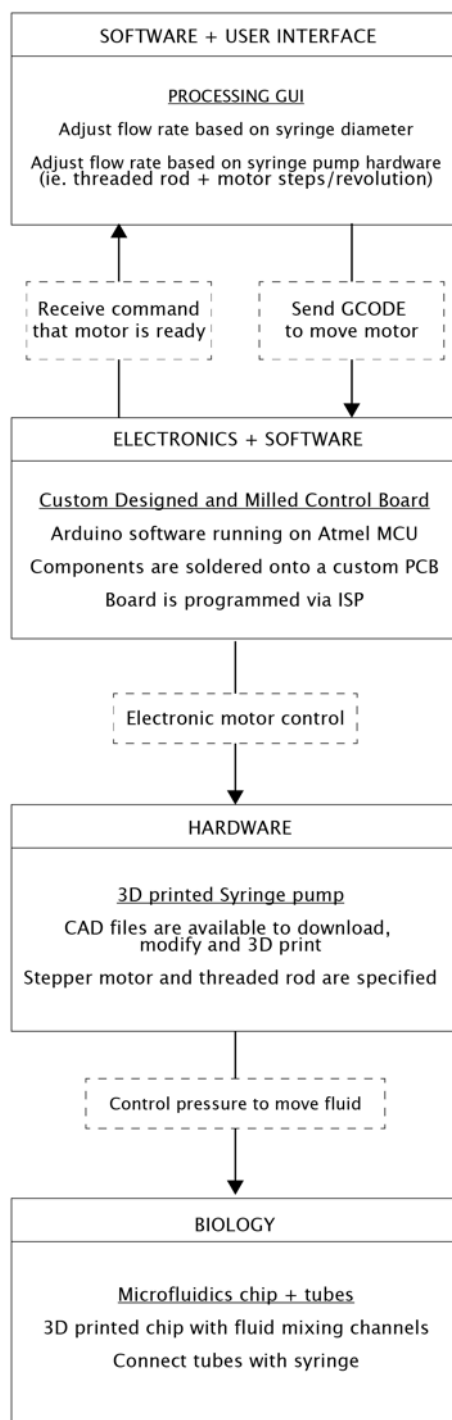 SOFTWARE + USER INTERFACE
PROCESSING GUI
Adjust flow rate based on syringe diameter
Adjust flow rate based on syringe pump hardware
(ie. threaded rod + motor steps/revolution)
Receive command
that motor is ready
Send GCODE
to move motor
ELECTRONICS + SOFTWARE
Custom Designed and Milled Control Board
Arduino software running on Atmel MCU
Components are soldered onto a custom PCB
Board is programmed via ISP
Electronic motor control
HARDWARE
3D printed Syringe pump
CAD files are available to download,
modify and 3D print
Stepper motor and threaded rod are specified
Control pressure to move fluid
BIOLOGY
Microfluidics chip + tubes
3D printed chip with fluid mixing channels
Connect tubes with syringe